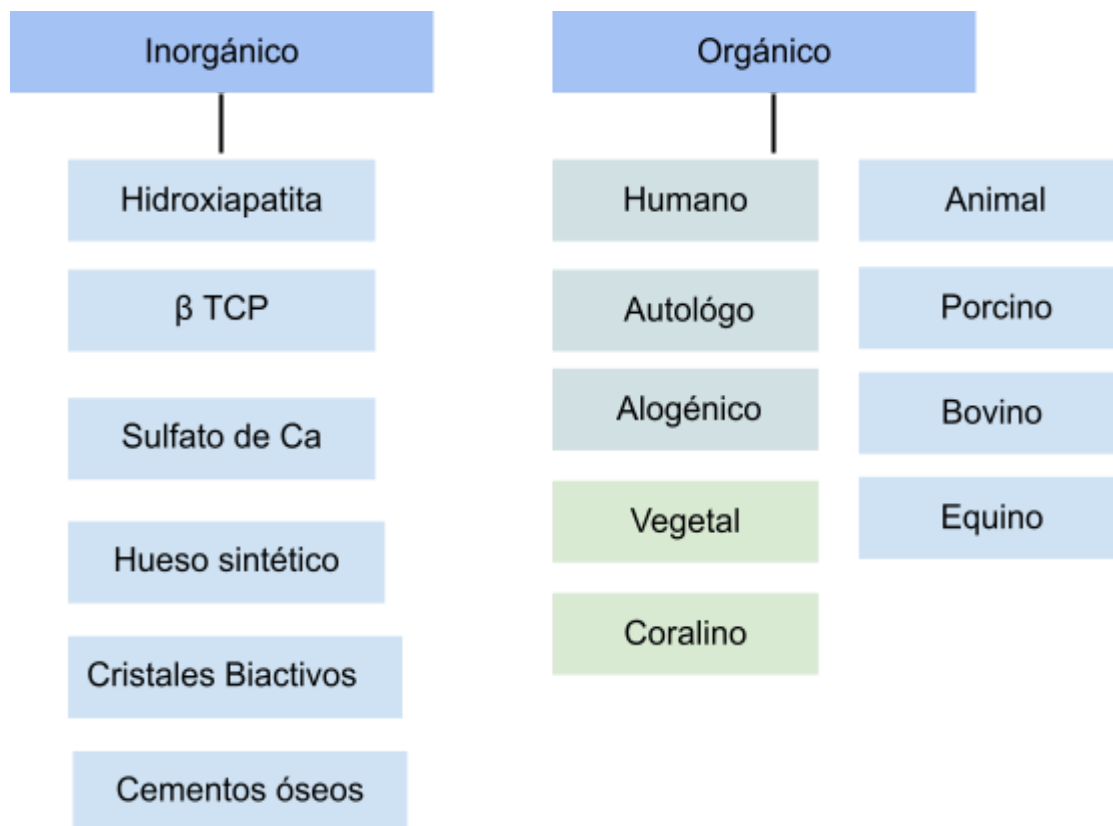 Inorgánico
Hidroxiapatita
β TCP
Sulfato de Ca
Hueso sintético
Cristales Biactivos
Cementos óseos
Orgánico
Humano
Autológo
Alogénico
Vegetal
Coralino
Animal
Porcino
Bovino
Equino